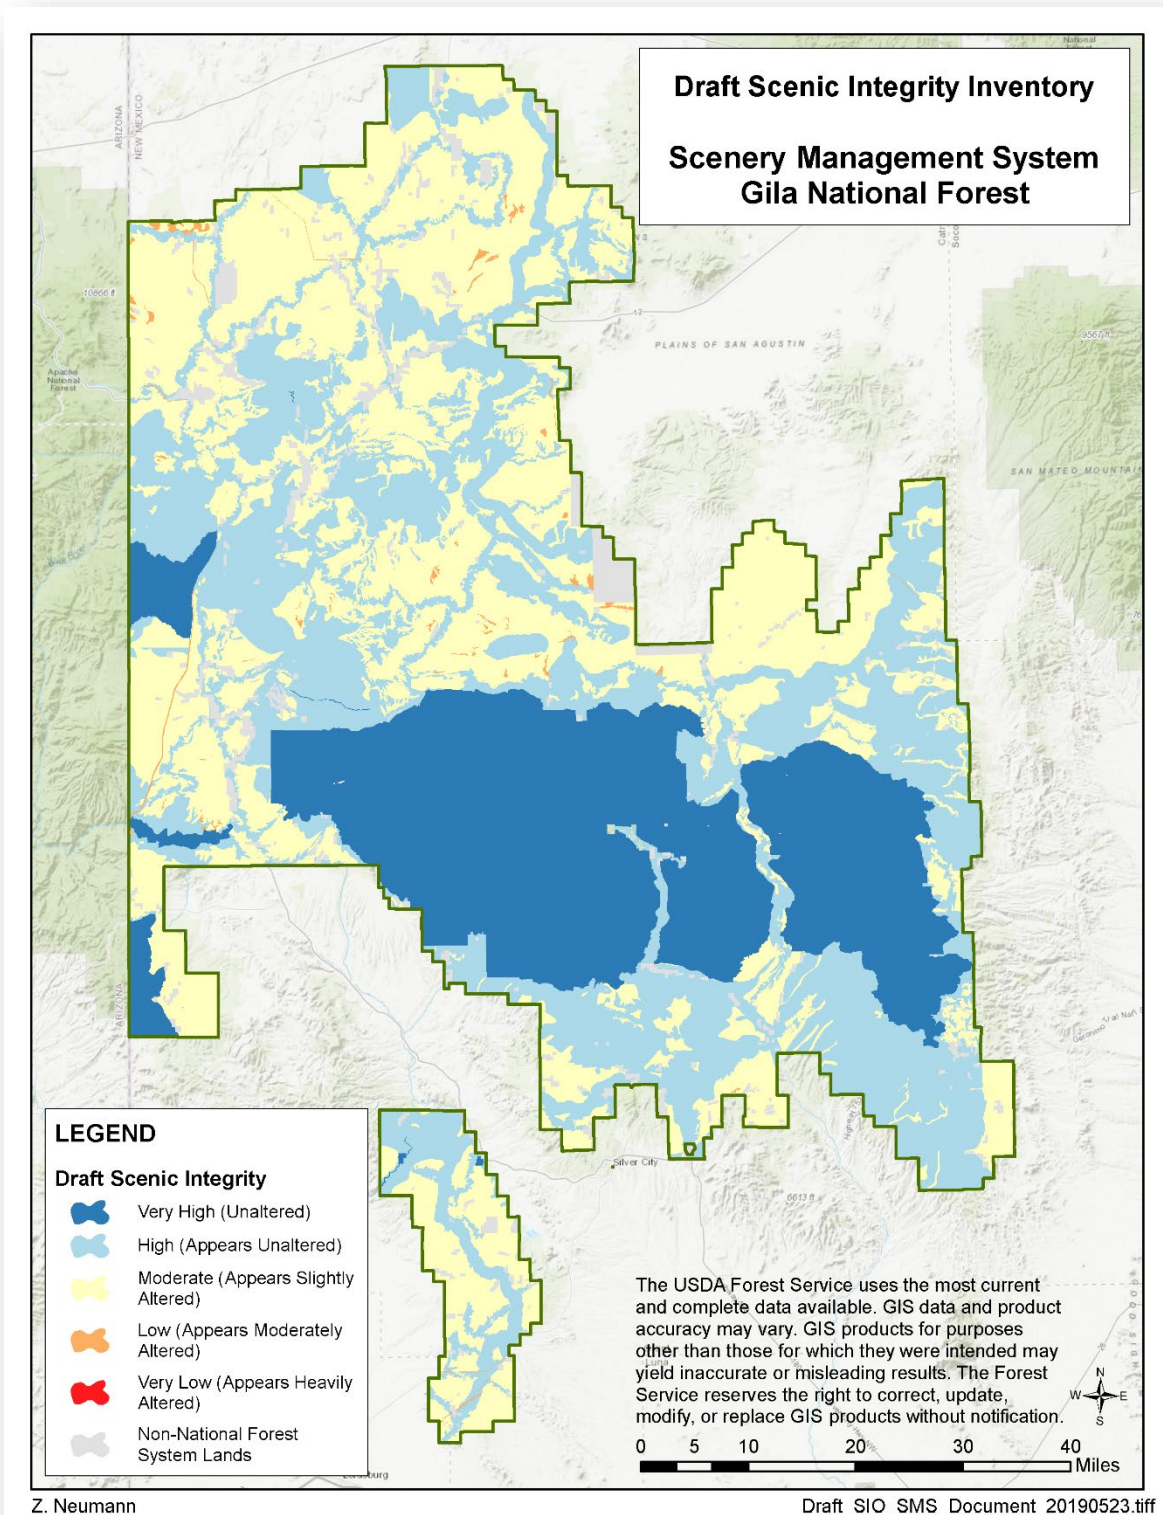 Draft Scenic Integrity Inventory
Scenery Management System
Gila National Forest
National
ARIZONA
NEW MEXICO
10866 ft
12
PLAINS OF SAN AGUSTIN
9567 ft
Apache
National
Forest
SAN MATEO MOUNTAI
ARIZONA
Silver City
6613 ft
LEGEND
Draft Scenic Integrity
Very High (Unaltered)
High (Appears Unaltered)
Moderate (Appears Slightly
Altered)
Low (Appears Moderately
Altered)
Very Low (Appears Heavily
Altered)
Non-National Forest
System Lands
The USDA Forest Service uses the most current
and complete data available. GIS data and product
accuracy may vary. GIS products for purposes
other than those for which they were intended may
yield inaccurate or misleading results. The Forest
Service reserves the right to correct, update,
modify, or replace GIS products without notification.
N
W E
S
0 5 10 20 30 40
Miles
Z. Neumann
Draft_SIO_SMS_Document_20190523.tiff